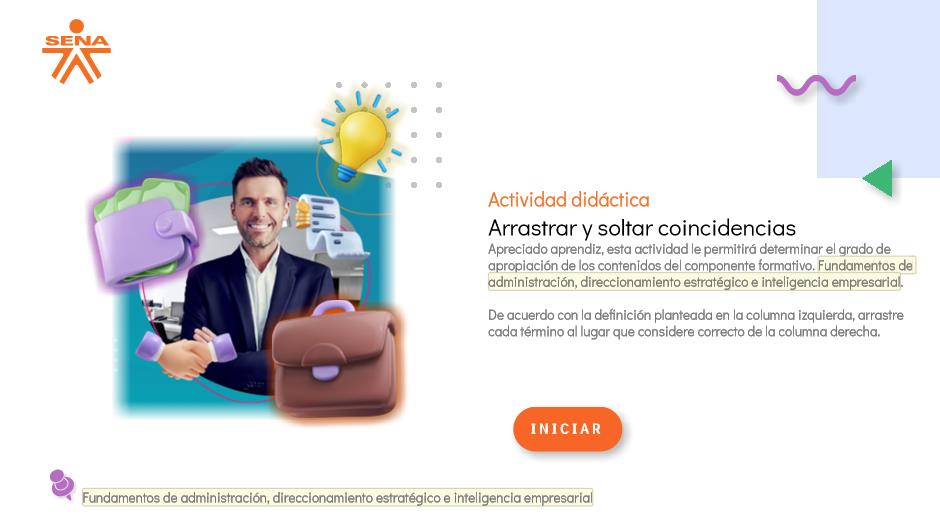 SENA
Actividad didáctica
Arrastrar y soltar coincidencias
Apreciado aprendiz, esta actividad le permitirá determinar el grado de
apropiación de los contenidos del componente formativo. Fundamentos de
administración, direccionamiento estratégico e inteligencia empresarial.
De acuerdo con la definición planteada en la columna izquierda, arrastre
cada término al lugar que considere correcto de la columna derecha.
INICIAR
Fundamentos de administración, direccionamiento estratégico e inteligencia empresarial